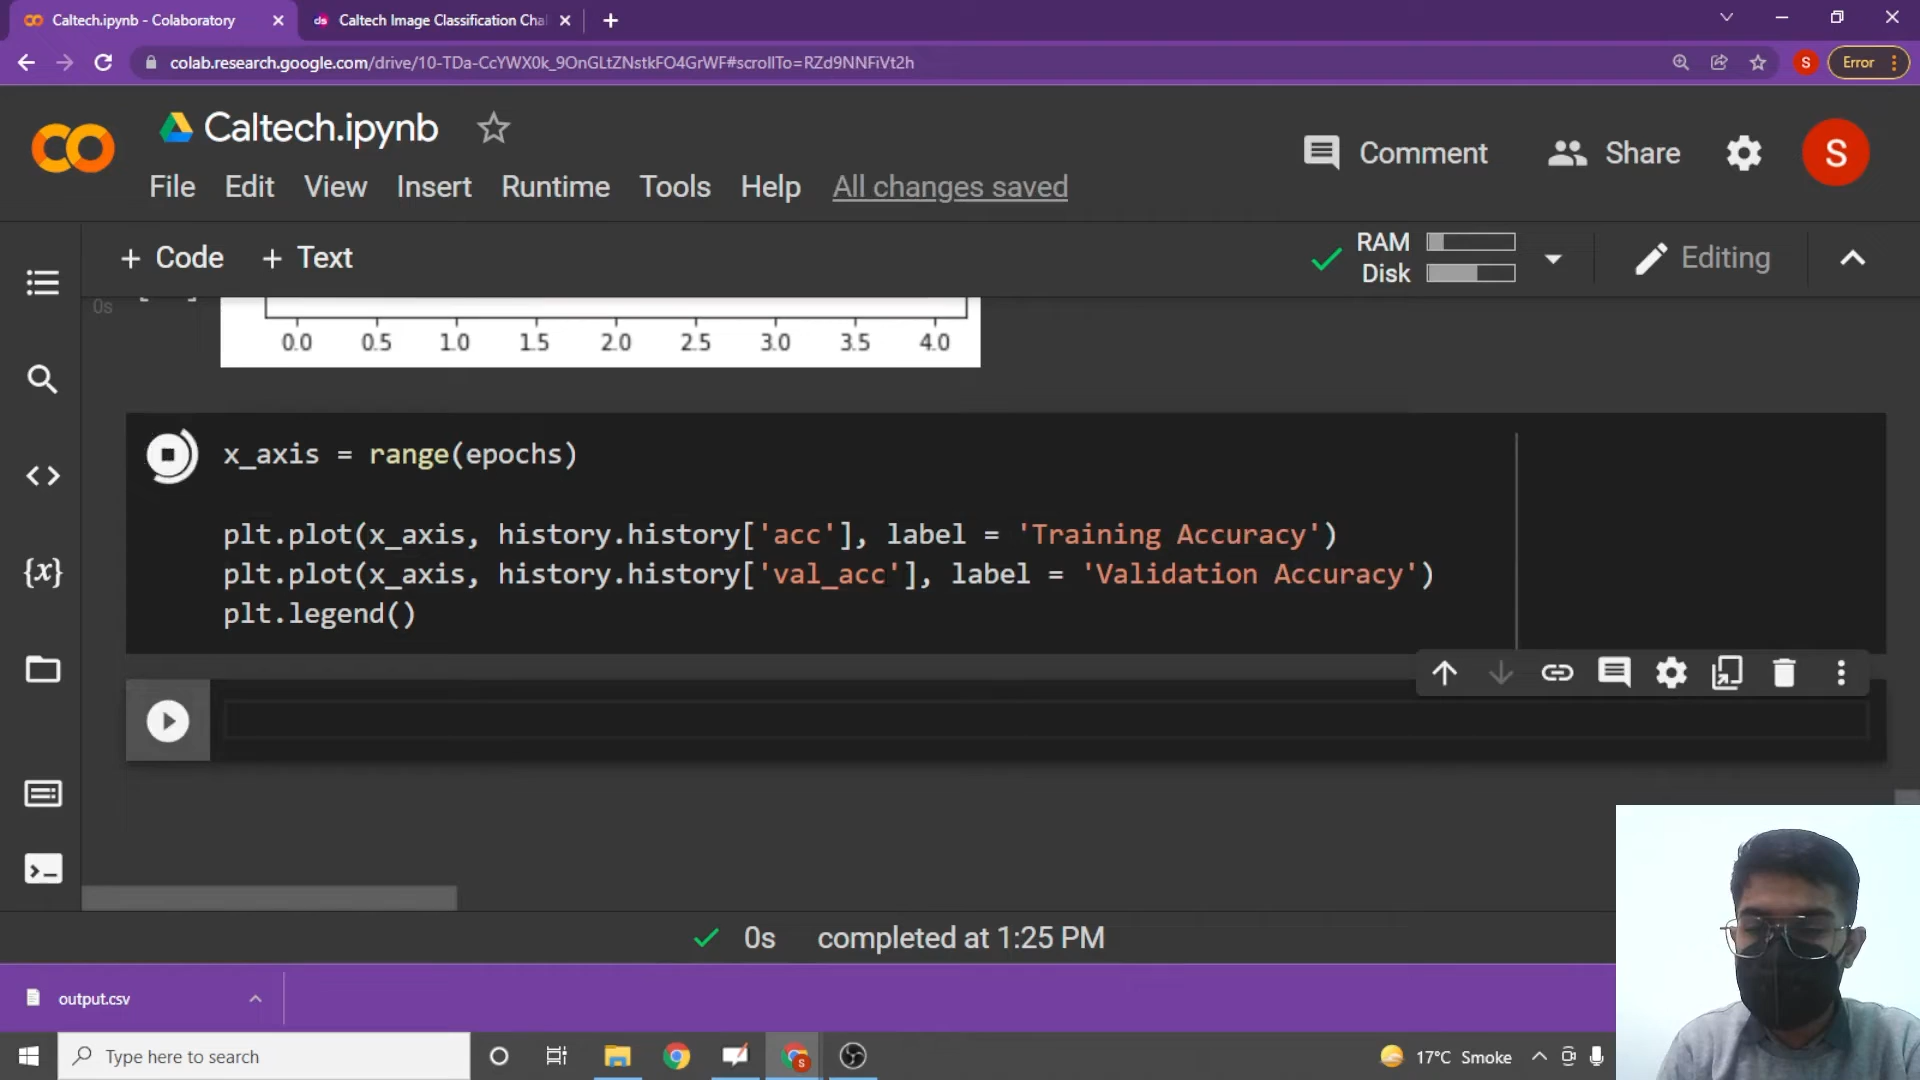 Caltech.ipynb - Colaboratory
ds Caltech Image Classification Cha
colab.research.google.com/drive/10-TDa-CcYWX0k_9OnGLtZNstkFO4GrWF#scrollTo=RZd9NNFiVt2h
S
Error
Caltech.ipynb
Comment
Share
S
File Edit View Insert Runtime Tools Help All changes saved
+ Code + Text
RAM
Disk
Editing
0s
0.0 0.5 1.0 1.5 2.0 2.5 3.0 3.5 4.0
x_axis = range(epochs)
plt.plot(x_axis, history.history['acc'], label = 'Training Accuracy')
plt.plot(x_axis, history.history['val_acc'], label = 'Validation Accuracy')
plt.legend()
{x}
0s completed at 1:25 PM
output.csv
Type here to search
S
17°C Smoke